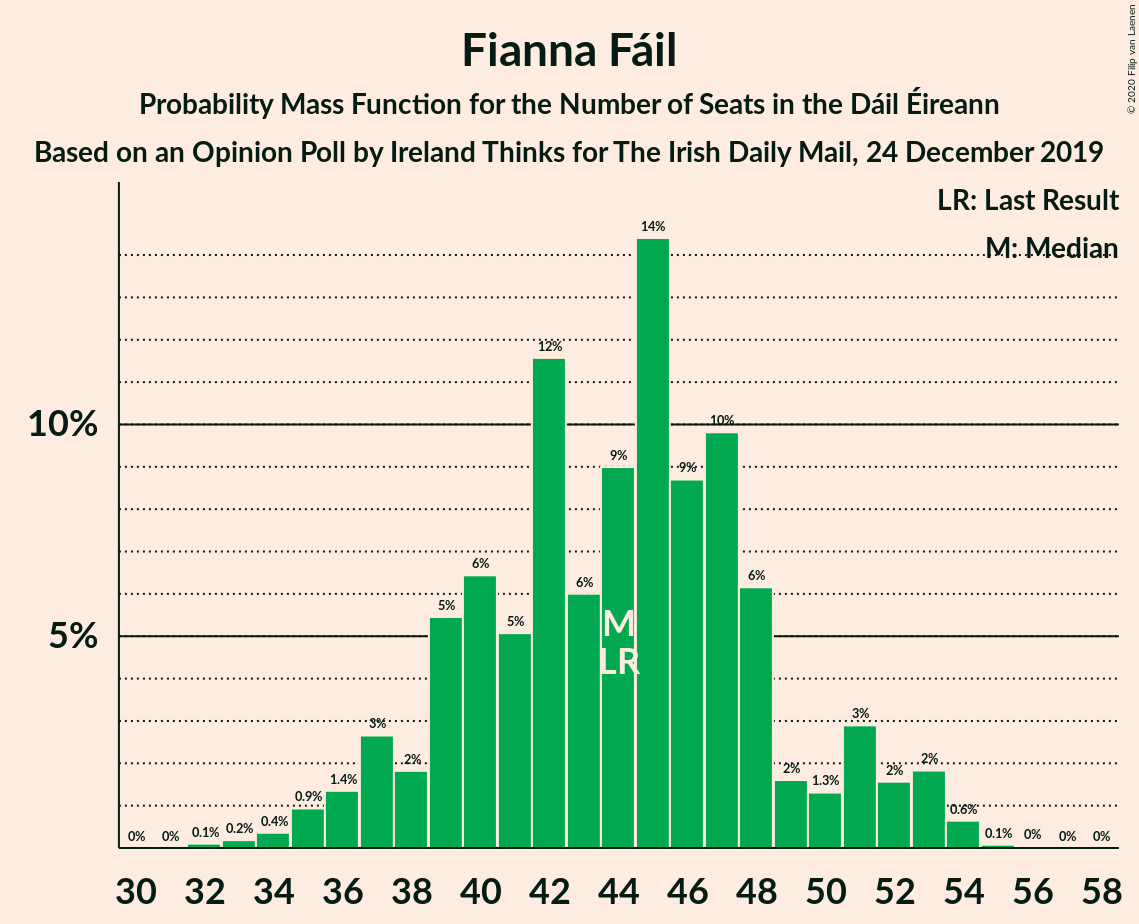 © 2020 Filip van Laenen
Fianna Fáil
Probability Mass Function for the Number of Seats in the Dáil Éireann
Based on an Opinion Poll by Ireland Thinks for The Irish Daily Mail, 24 December 2019
LR: Last Result
M: Median
10%
5%
0% 0% 0.1% 0.2% 0.4% 0.9% 1.4% 3% 2% 5% 6% 5% 12% 6% 9% 14% 9% 10% 6% 2% 1.3% 3% 2% 2% 0.6% 0.1% 0% 0% 0%
M
LR
30 32 34 36 38 40 42 44 46 48 50 52 54 56 58